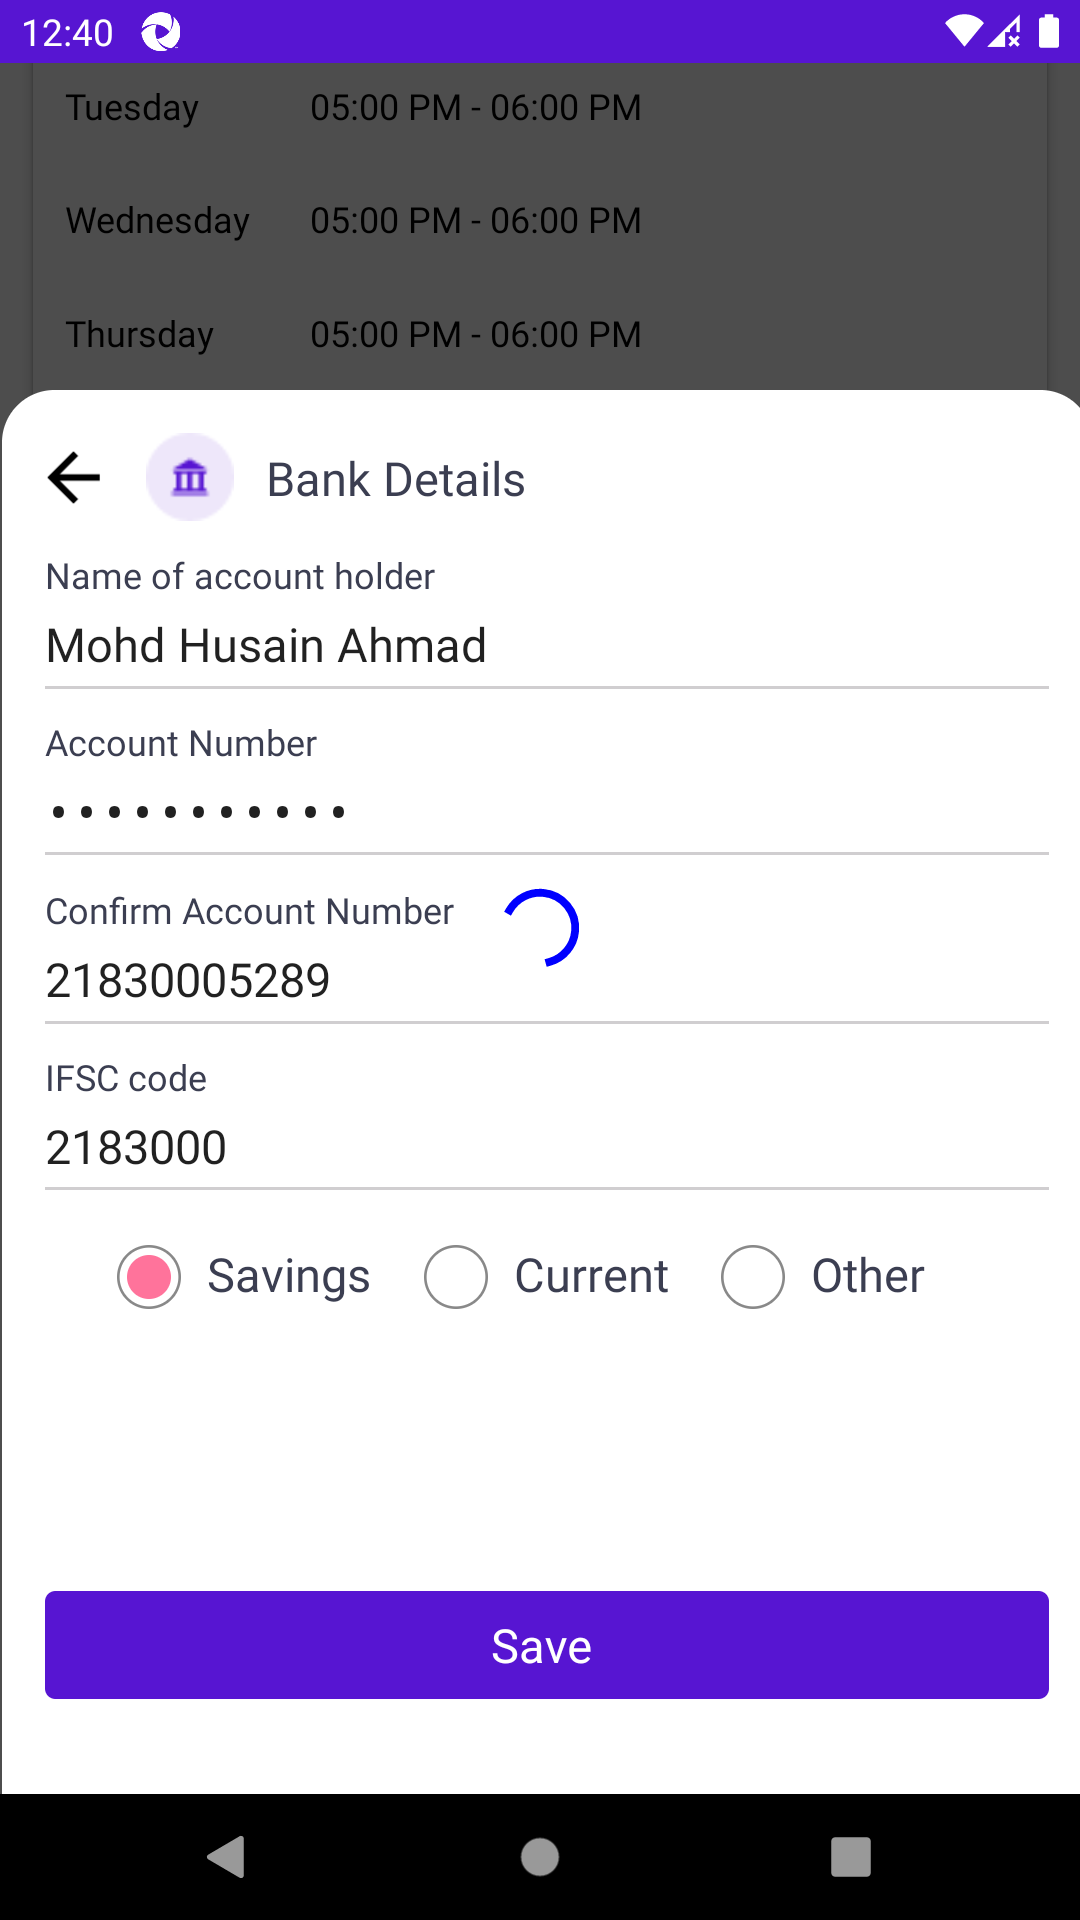 12:40
Tuesday 05:00 PM - 06:00 PM
Wednesday 05:00 PM - 06:00 PM
Thursday 05:00 PM - 06:00 PM
Bank Details
Name of account holder
Mohd Husain Ahmad
Account Number
•••••••••••
Confirm Account Number
21830005289
IFSC code
2183000
Savings Current Other
Save